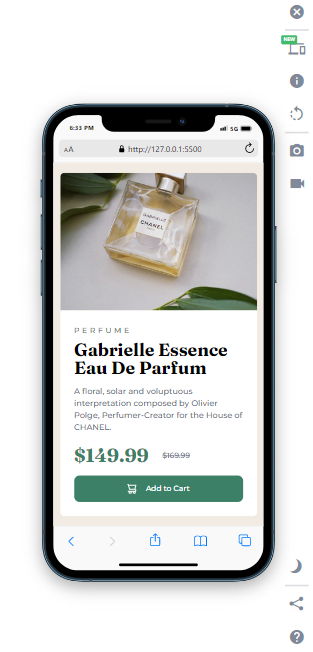 NEW
6:33 PM
5G
AA
http://127.0.0.1:5500
GABRIELLE
CHANEL
PERFUME
Gabrielle Essence
Eau De Parfum
A floral, solar and voluptuous
interpretation composed by Olivier
Polge, Perfumer-Creator for the House of
CHANEL.
$149.99 $169.99
Add to Cart